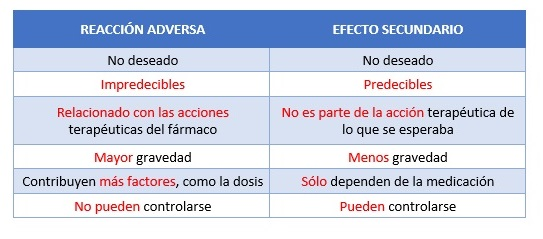 REACCIÓN ADVERSA
EFECTO SECUNDARIO
No deseado
No deseado
Impredecibles
Predecibles
Relacionado con las acciones
terapéuticas del fármaco
No es parte de la acción terapéutica de
lo que se esperaba
Mayor gravedad
Menos gravedad
Contribuyen más factores, como la dosis
Sólo dependen de la medicación
No pueden controlarse
Pueden controlarse